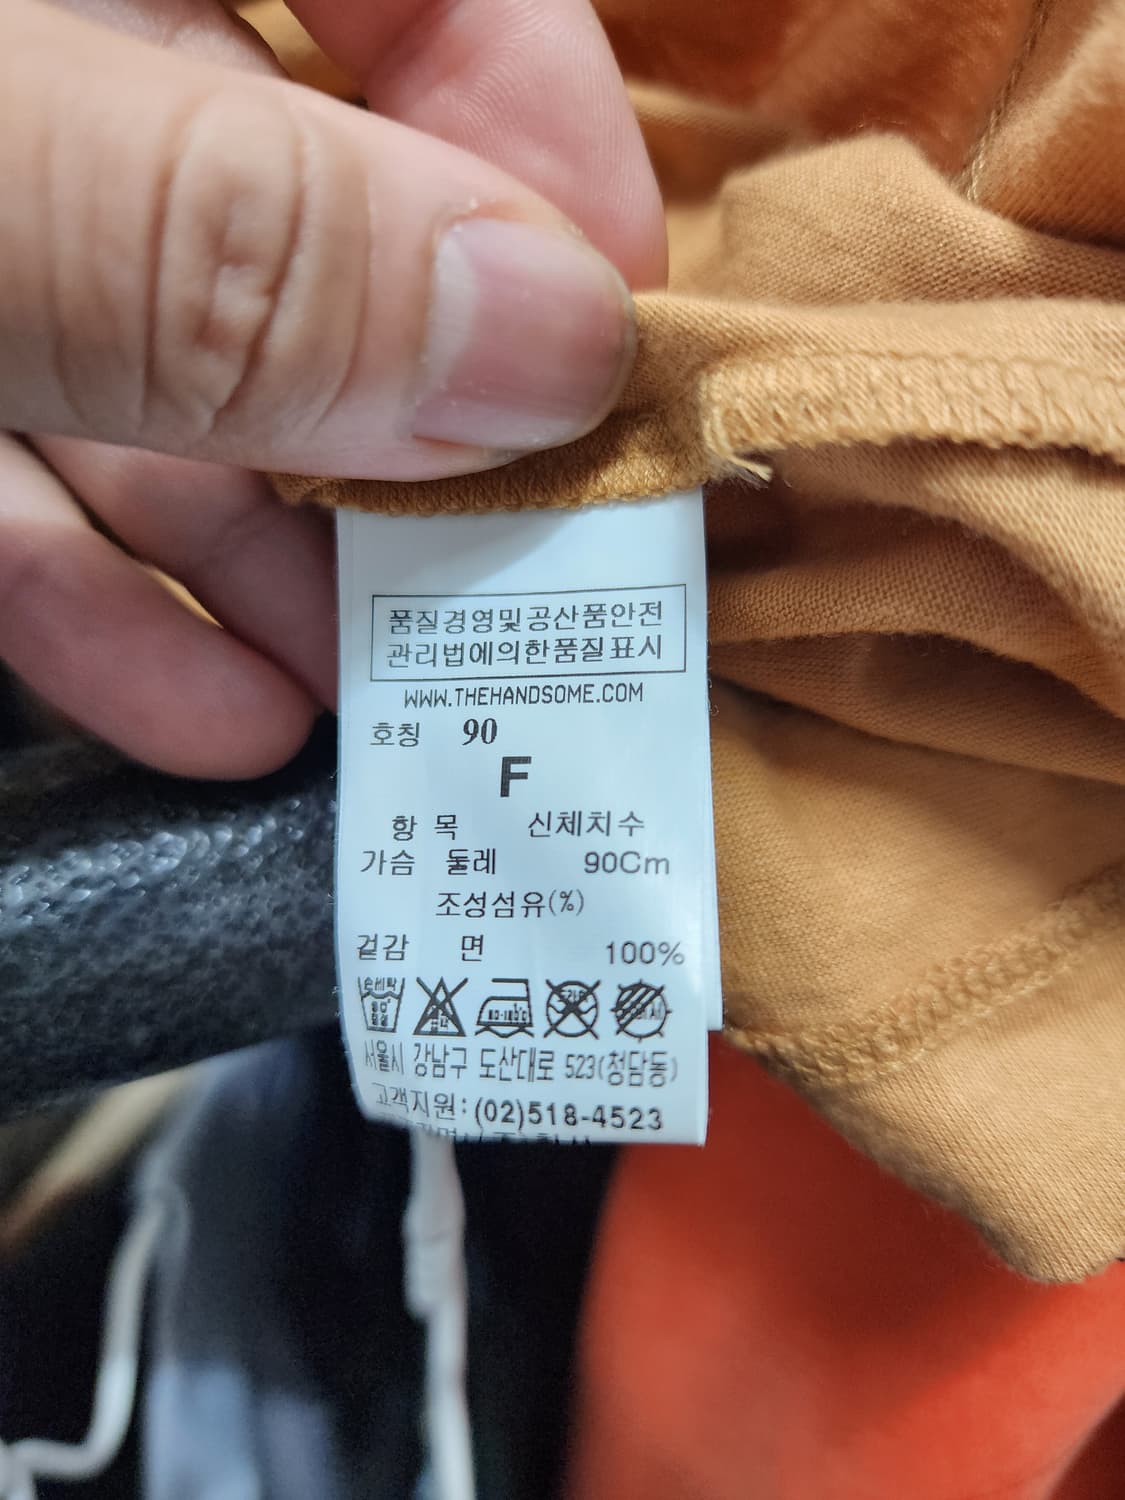 품질경영및공산품안전
관리법에의한품질표시
WWW.THEHANDSOME.COM
호칭 90
F
항 목 신체치수
가슴 둘레 90Cm
조성섬유(%)
겉감 면 100%
손세탁
서울시 강남구 도산대로 523(청담동)
고객지원:(02)518-4523